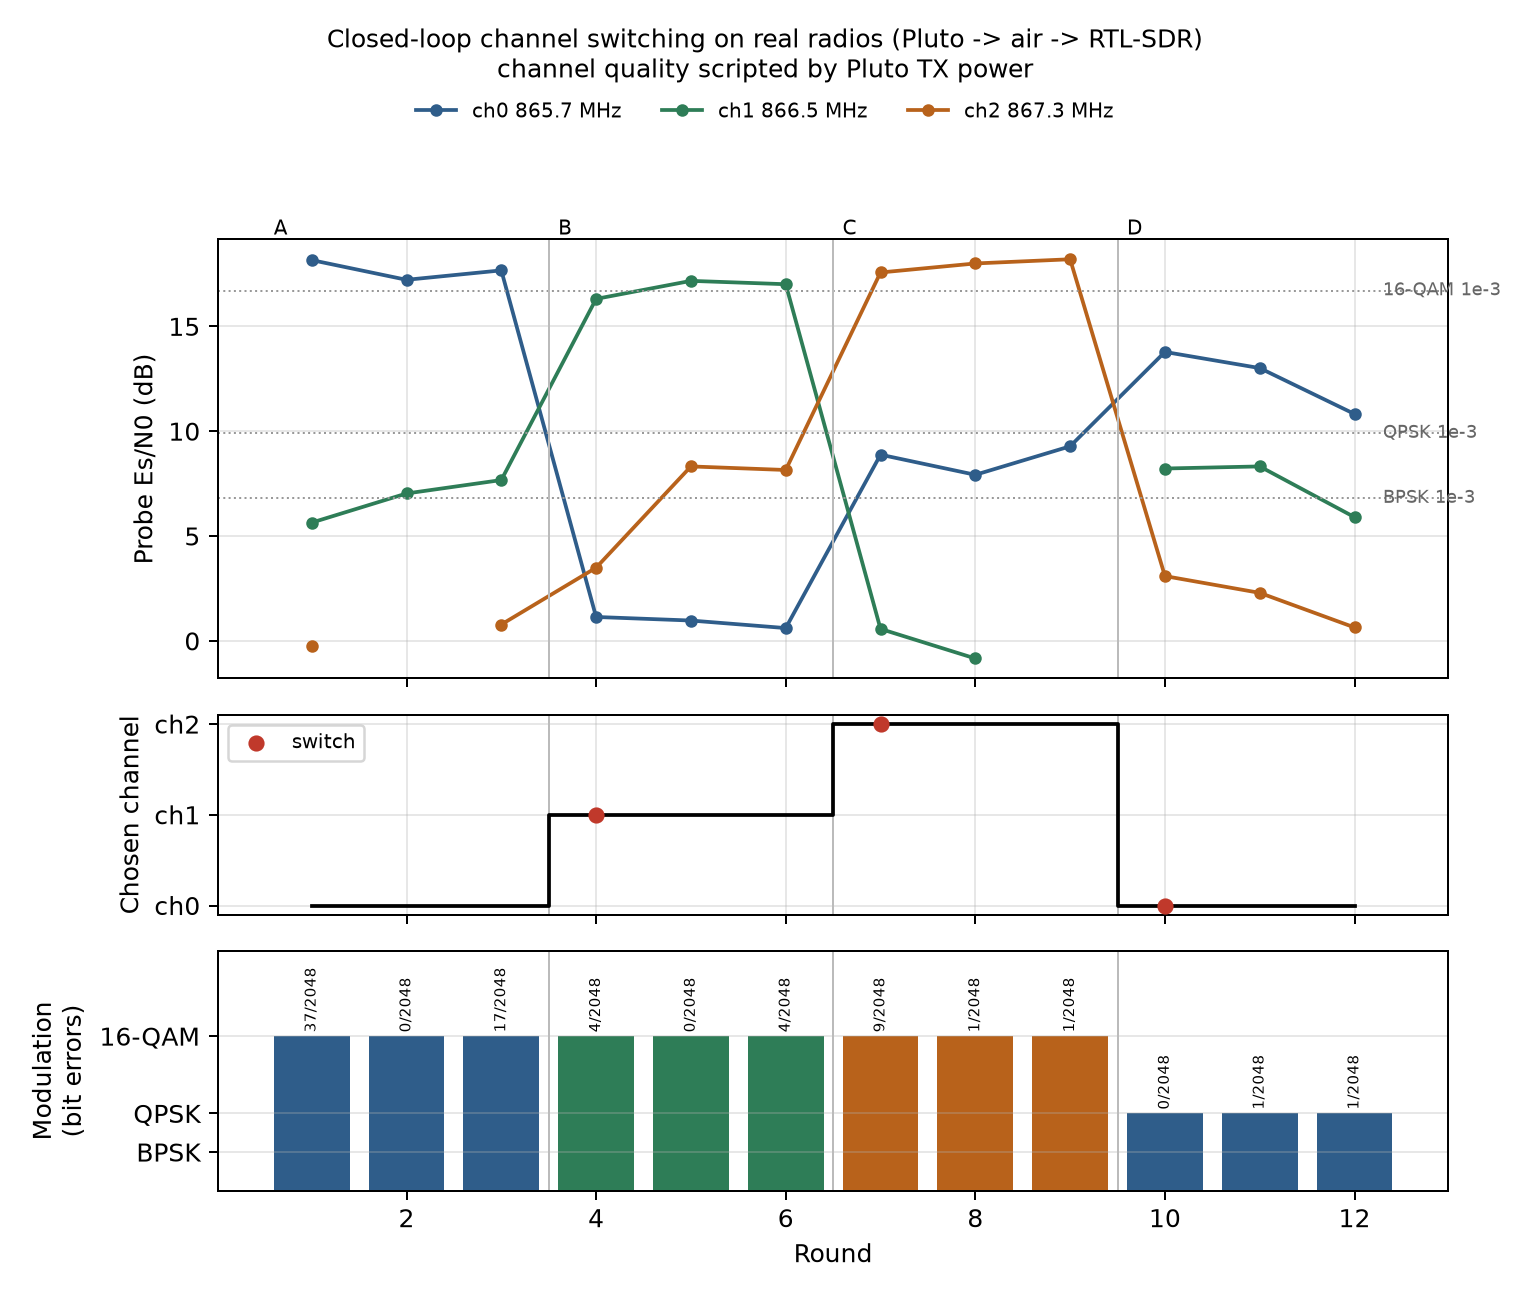 Closed-loop channel switching on real radios (Pluto -> air -> RTL-SDR)
channel quality scripted by Pluto TX power
ch0 865.7 MHz
ch1 866.5 MHz
ch2 867.3 MHz
A
B
C
D
Probe Es/N0 (dB)
15
10
5
0
16-QAM 1e-3
QPSK 1e-3
BPSK 1e-3
Chosen channel
ch2
ch1
ch0
switch
Modulation
(bit errors)
16-QAM
QPSK
BPSK
37/2048
0/2048
17/2048
4/2048
0/2048
4/2048
9/2048
1/2048
1/2048
0/2048
1/2048
1/2048
2
4
6
8
10
12
Round